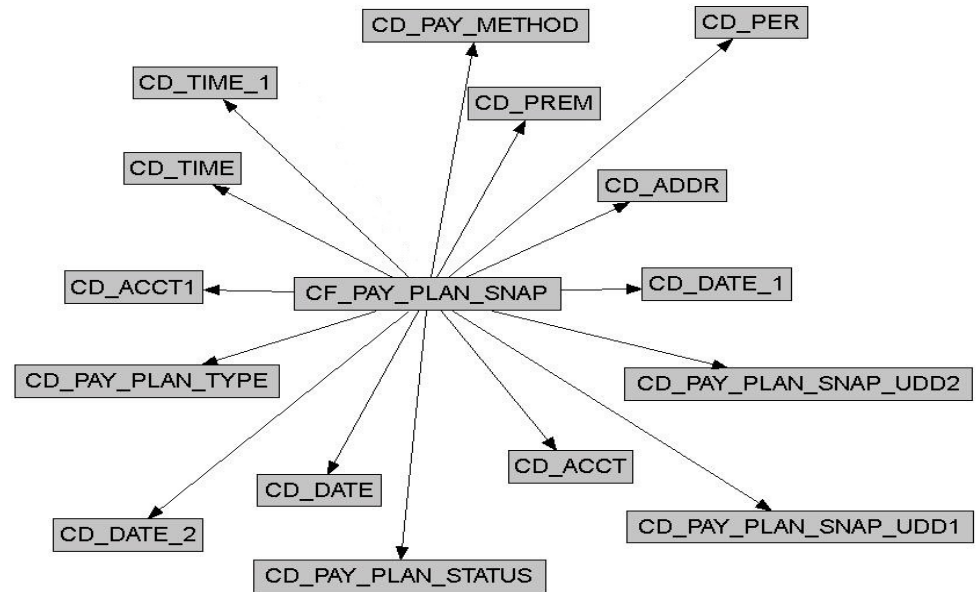 CD_PAY_METHOD
CD_PER
CD_TIME_1
CD_PREM
CD_TIME
CD_ADDR
CD_ACCT1
CF_PAY_PLAN_SNAP
CD_DATE_1
CD_PAY_PLAN_TYPE
CD_PAY_PLAN_SNAP_UDD2
CD_DATE
CD_ACCT
CD_DATE_2
CD_PAY_PLAN_SNAP_UDD1
CD_PAY_PLAN_STATUS